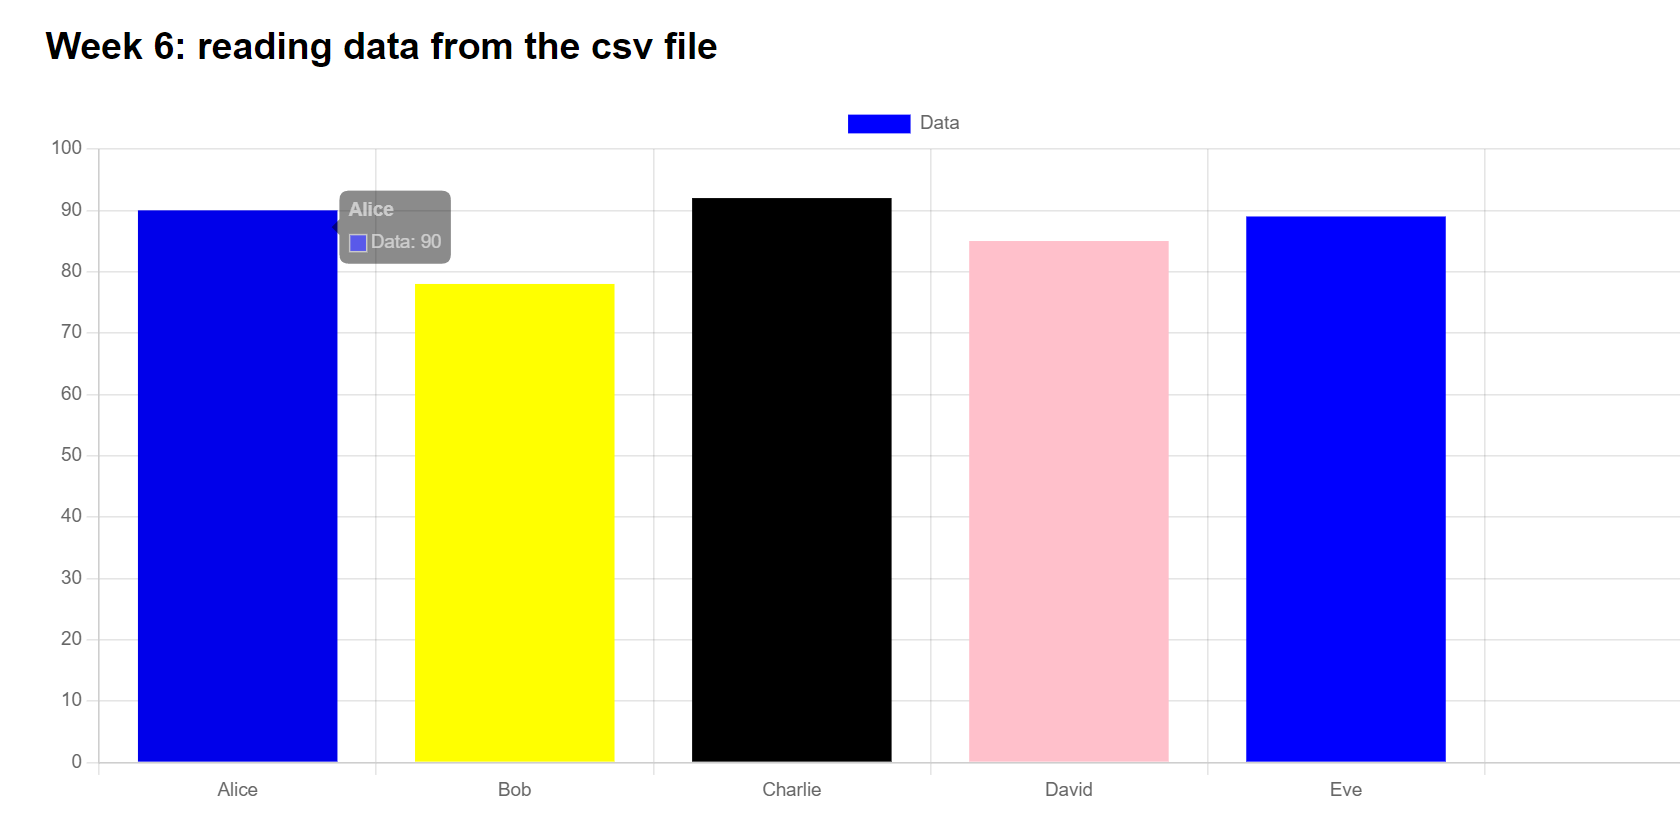 Week 6: reading data from the csv file
Data
100
90
80
70
60
50
40
30
20
10
0
Alice
Data: 90
Alice
Bob
Charlie
David
Eve